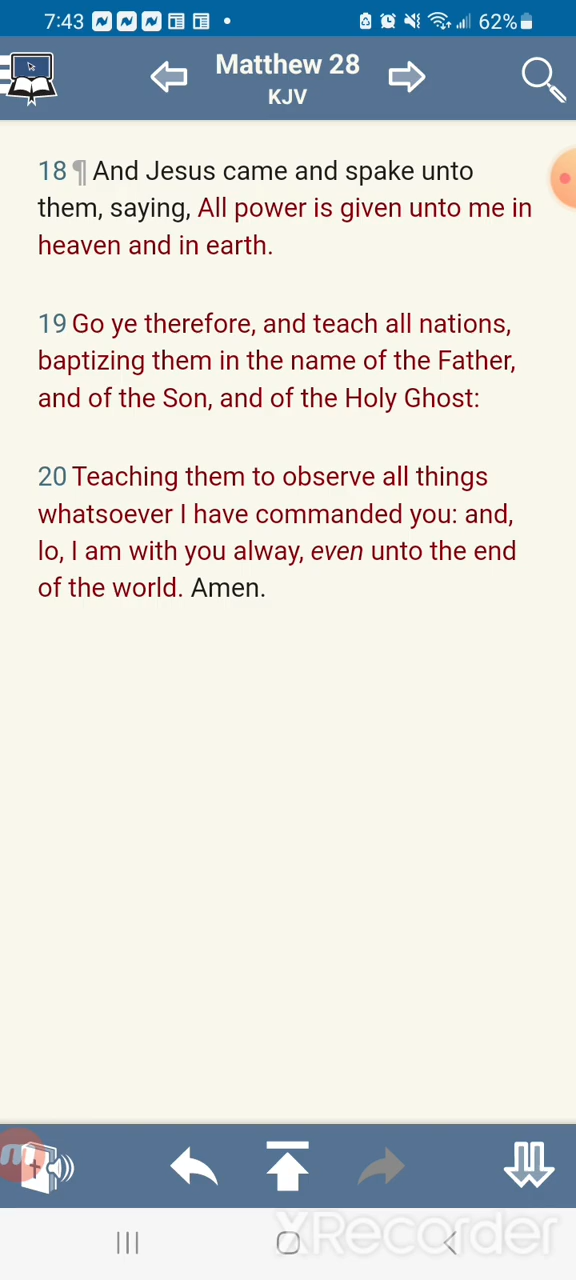 7:43 62%
Matthew 28
KJV
18 ¶ And Jesus came and spake unto
them, saying, All power is given unto me in
heaven and in earth.
19 Go ye therefore, and teach all nations,
baptizing them in the name of the Father,
and of the Son, and of the Holy Ghost:
20 Teaching them to observe all things
whatsoever I have commanded you: and,
lo, I am with you alway, even unto the end
of the world. Amen.
XRecorder